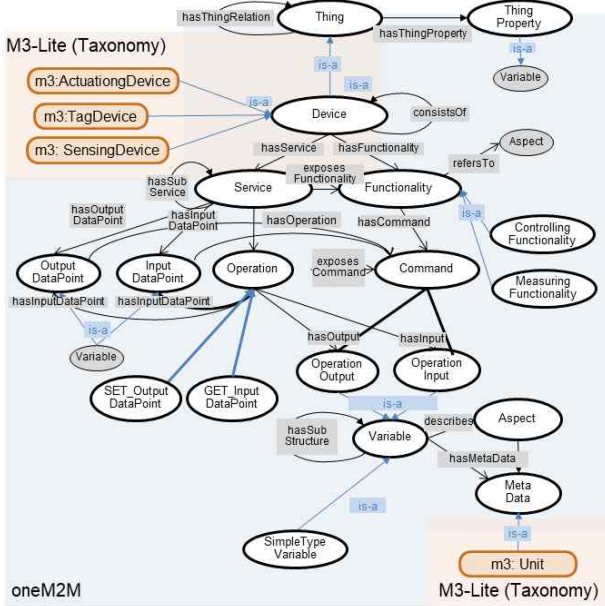 hasThingRelation
Thing
hasThingProperty
Thing
Property
M3-Lite (Taxonomy)
is-a
is-a
Variable
m3:ActuationgDevice
is-a
is-a
m3:TagDevice
is-a
Device
consistsOf
m3: SensingDevice
hasService
hasFunctionality
Aspect
refersTo
hasSub
Service
exposes
Functionality
Service
Functionality
is-a
hasOutput
DataPoint
hasInput
DataPoint
hasOperation
hasCommand
Controlling
Functionality
Output
DataPoint
Input
DataPoint
Operation
exposes
Command
Command
Measuring
Functionality
hasInputDataPoint
hasInputDataPoint
is-a
Variable
hasOutput
hasInput
SET_Output
DataPoint
GET_Input
DataPoint
Operation
Output
Operation
Input
is-a
is-a
hasSub
Structure
Variable
describes
Aspect
hasMetaData
Meta
Data
is-a
is-a
SimpleType
Variable
m3: Unit
oneM2M
M3-Lite (Taxonomy)